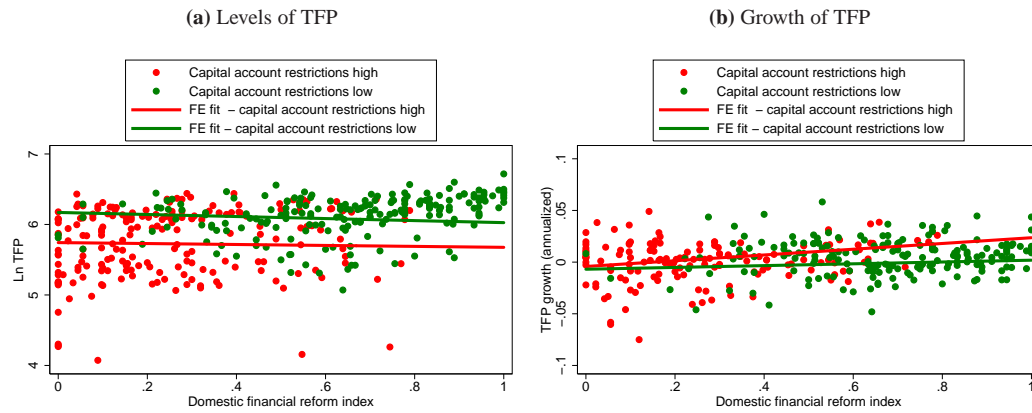 (a) Levels of TFP
Capital account restrictions high
Capital account restrictions low
FE fit – capital account restrictions high
FE fit – capital account restrictions low
Ln TFP
7
6
5
4
0
.2
.4
.6
.8
1
Domestic financial reform index
(b) Growth of TFP
Capital account restrictions high
Capital account restrictions low
FE fit – capital account restrictions high
FE fit – capital account restrictions low
TFP growth (annualized)
.1
.05
0
-.05
-.1
0
.2
.4
.6
.8
1
Domestic financial reform index